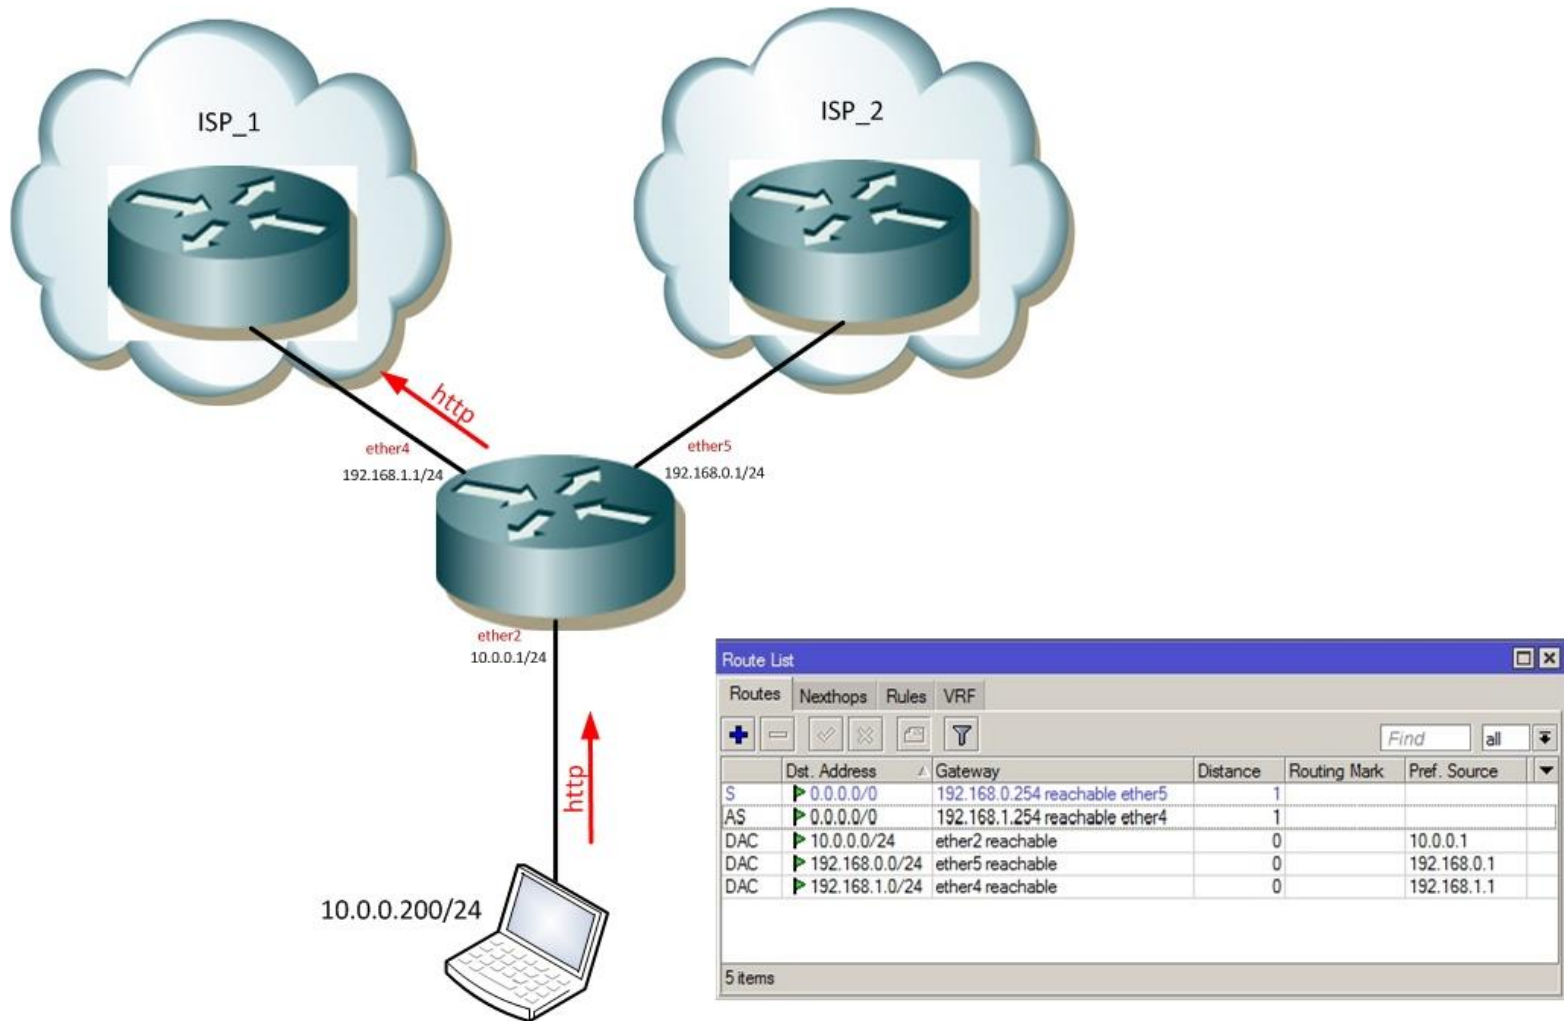 ISP_1
ISP_2
http
ether4
192.168.1.1/24
ether5
192.168.0.1/24
ether2
10.0.0.1/24
http
10.0.0.200/24
Route List
Routes Nexthops Rules VRF
Find all
Dst. Address Gateway Distance Routing Mark Pref. Source
S 0.0.0.0/0 192.168.0.254 reachable ether5 1
AS 0.0.0.0/0 192.168.1.254 reachable ether4 1
DAC 10.0.0.0/24 ether2 reachable 0 10.0.0.1
DAC 192.168.0.0/24 ether5 reachable 0 192.168.0.1
DAC 192.168.1.0/24 ether4 reachable 0 192.168.1.1
5 items